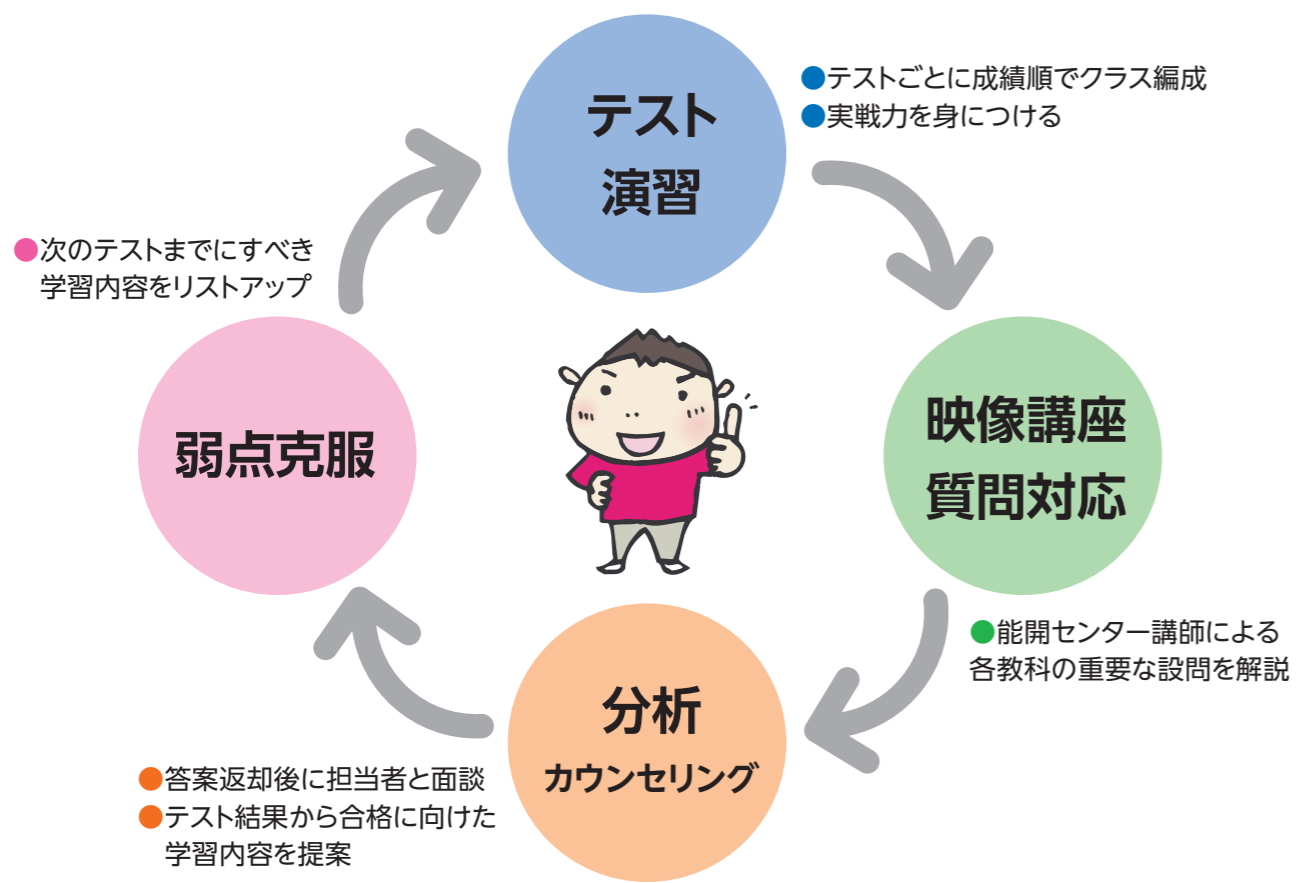 テスト
演習
●テストごとに成績順でクラス編成
●実戦力を身につける
映像講座
質問対応
●能開センター講師による
各教科の重要な設問を解説
分析
カウンセリング
●答案返却後に担当者と面談
●テスト結果から合格に向けた
学習内容を提案
弱点克服
●次のテストまでにすべき
学習内容をリストアップ